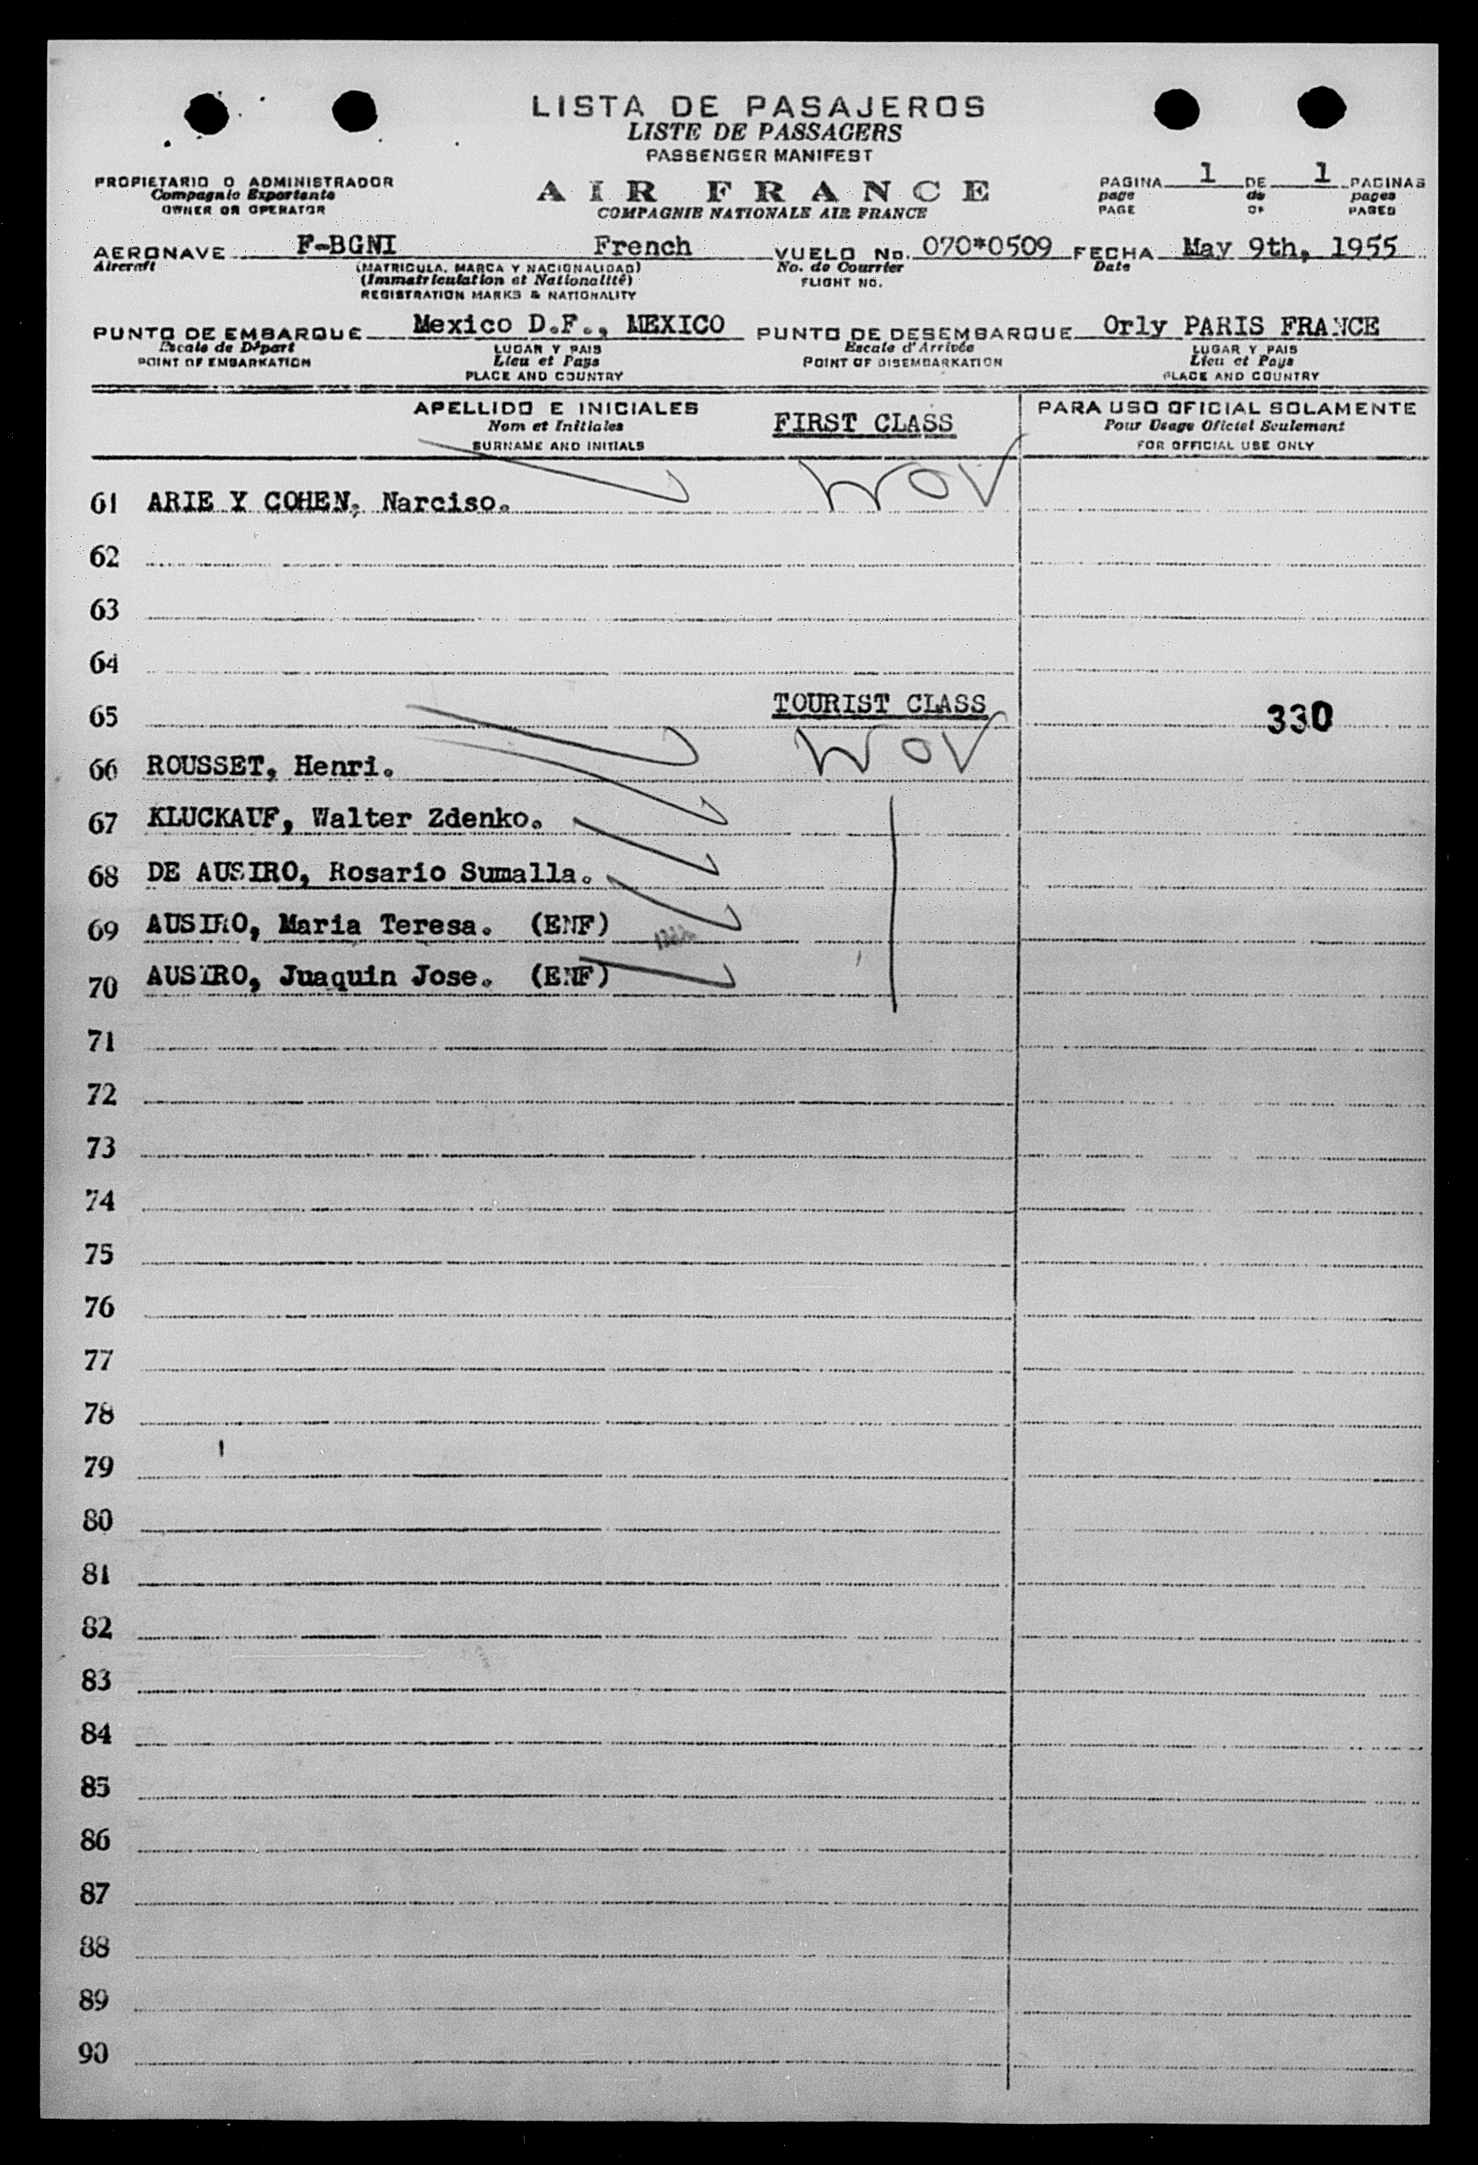 LISTA DE PASAJEROS
LISTE DE PASSAGERS
PASSENGER MANIFEST
PROPIETARIO O ADMINISTRADOR
Compagnie Exportante
OWNER OR OPERATOR
AIR FRANCE
COMPAGNIE NATIONALE AIR FRANCE
PAGINA 1 DE 1 PAGINAS
page de pages
PAGE OF PAGES
AERONAVE F-BGNI French VUELO No. 070*0509 FECHA May 9th, 1955
Aircraft (MATRICULA, MARCA Y NACIONALIDAD) No. de Courrier Date
(Immatriculation et Nationalité) FLIGHT NO.
REGISTRATION MARKS & NATIONALITY
PUNTO DE EMBARQUE Mexico D.F., MEXICO PUNTO DE DESEMBARQUE Orly PARIS FRANCE
Escale de Départ LUGAR Y PAIS Escale d'Arrivée LUGAR Y PAIS
POINT OF EMBARKATION Lieu et Pays POINT OF DISEMBARKATION Lieu et Pays
PLACE AND COUNTRY PLACE AND COUNTRY
APELLIDO E INICIALES FIRST CLASS PARA USO OFICIAL SOLAMENTE
Nom et Initiales Pour Usage Oficiel Seulement
SURNAME AND INITIALS FOR OFFICIAL USE ONLY
61 ARIE Y COHEN, Narciso.
62
63
64
65 TOURIST CLASS 330
66 ROUSSET, Henri.
67 KLUCKAUF, Walter Zdenko.
68 DE AUSIRO, Rosario Sumalla.
69 AUSIRO, Maria Teresa. (ENF)
70 AUSIRO, Juaquin Jose. (ENF)
71
72
73
74
75
76
77
78
79
80
81
82
83
84
85
86
87
88
89
90